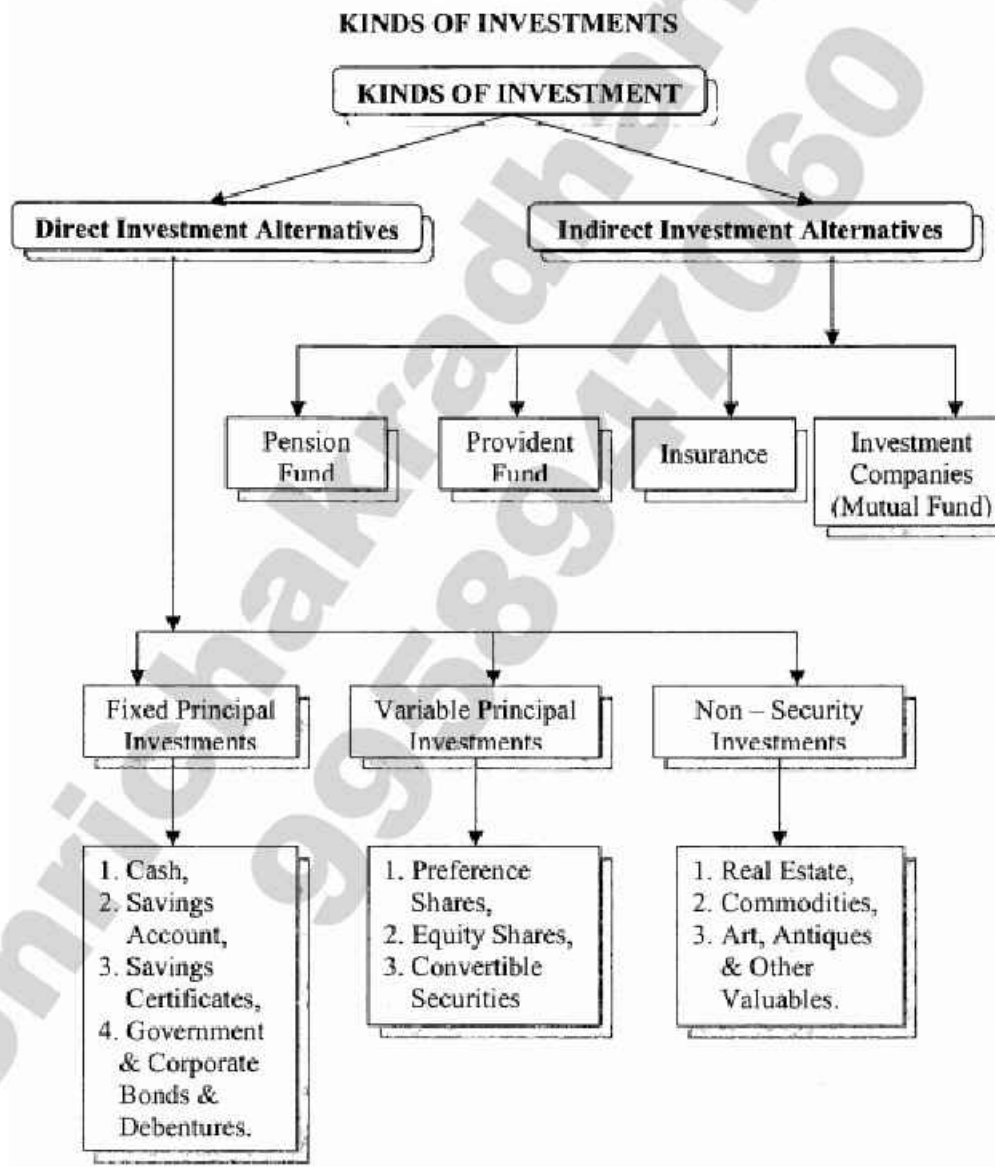 KINDS OF INVESTMENTS
KINDS OF INVESTMENT
Direct Investment Alternatives
Indirect Investment Alternatives
Pension
Fund
Provident
Fund
Insurance
Investment
Companies
(Mutual Fund)
Fixed Principal
Investments
Variable Principal
Investments
Non – Security
Investments
1. Cash,
2. Savings
Account,
3. Savings
Certificates,
4. Government
& Corporate
Bonds &
Debentures.
1. Preference
Shares,
2. Equity Shares,
3. Convertible
Securities
1. Real Estate,
2. Commodities,
3. Art, Antiques
& Other
Valuables.
9958947060